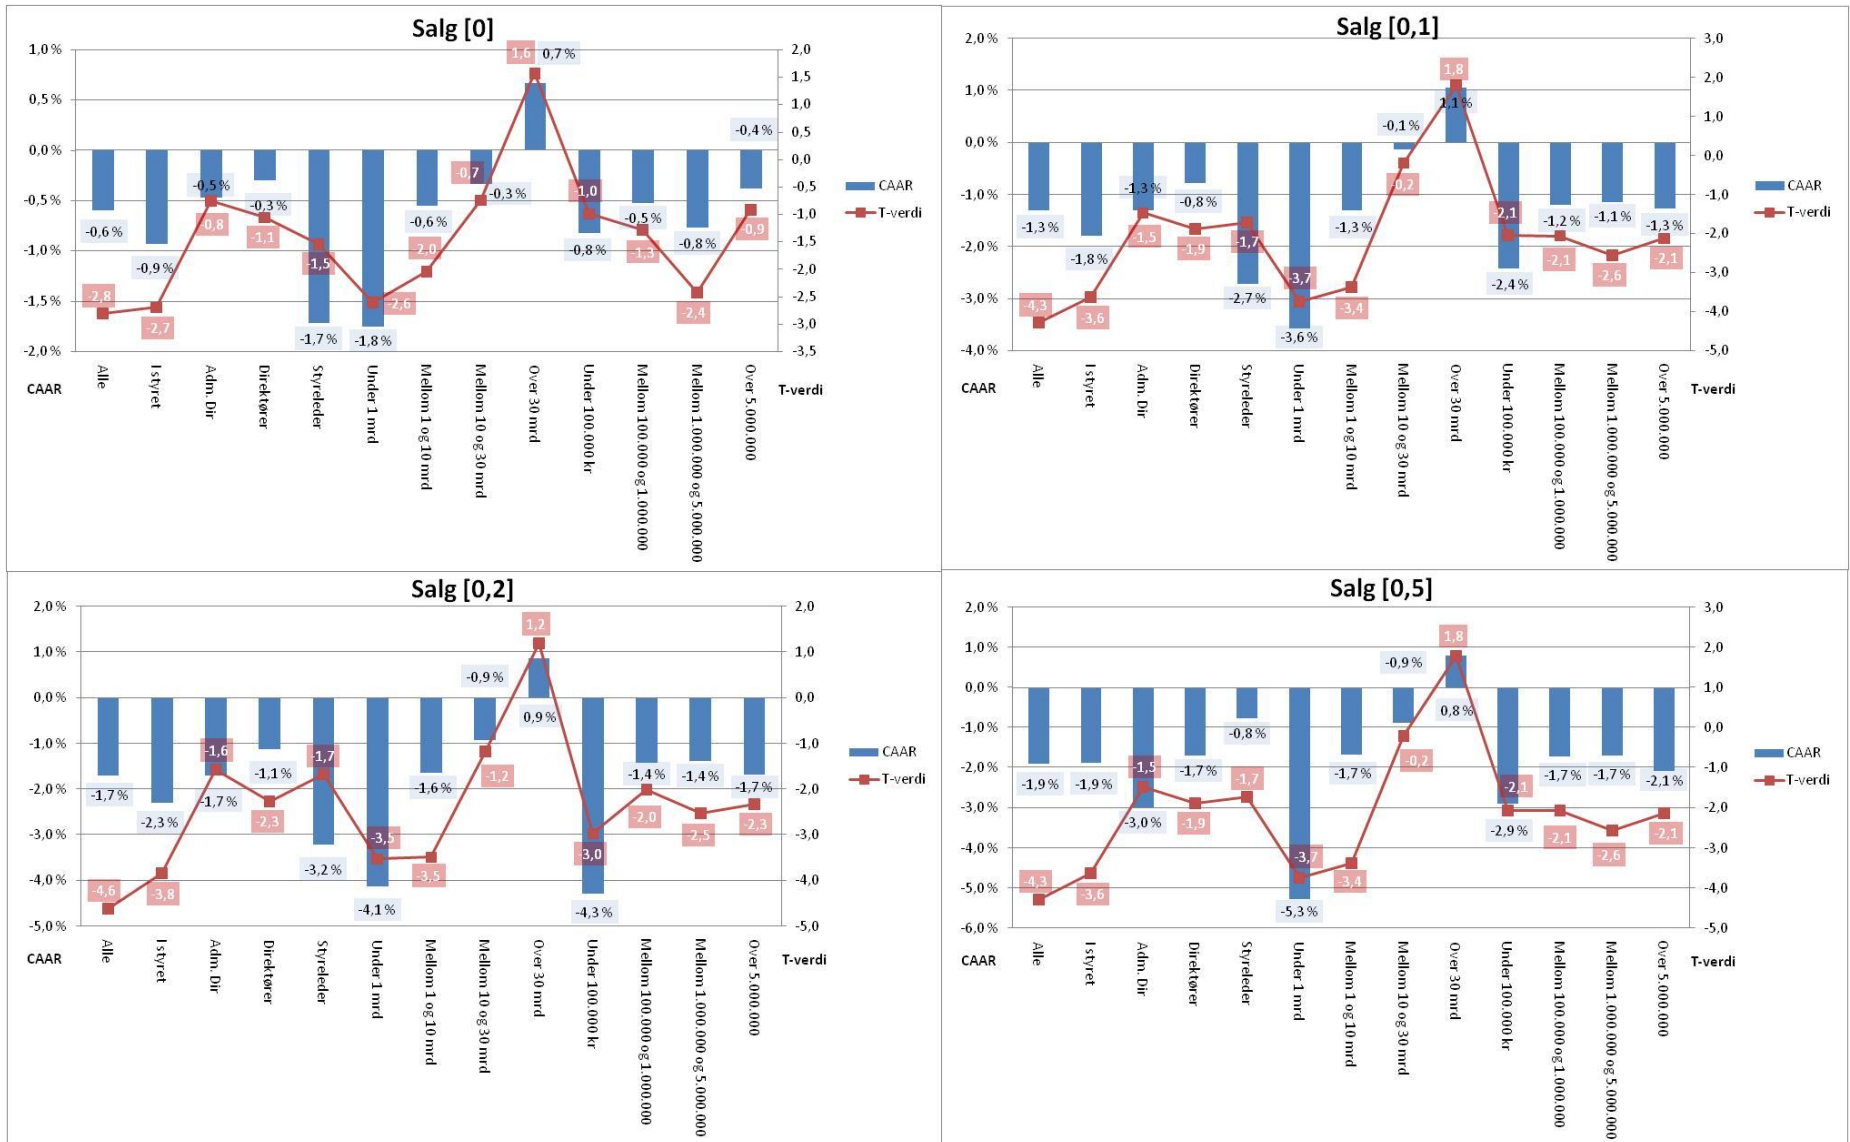 Salg [0]
1,0 %
0,5 %
0,0 %
-0,5 %
-1,0 %
-1,5 %
-2,0 %
2,0
1,5
1,0
0,5
0,0
-0,5
-1,0
-1,5
-2,0
-2,5
-3,0
-3,5
-0,6 %
-0,9 %
-0,5 %
-0,3 %
-1,7 %
-1,8 %
-0,6 %
-0,3 %
0,7 %
-0,8 %
-0,5 %
-0,8 %
-0,4 %
-2,8
-2,7
-0,8
-1,1
-1,5
-2,6
-2,0
-0,7
1,6
-1,0
-1,3
-2,4
-0,9
CAAR
T-verdi
CAAR
Alle
I styret
Adm. Dir
Direktører
Styreleder
Under 1 mrd
Mellom 1 og 10 mrd
Mellom 10 og 30 mrd
Over 30 mrd
Under 100.000 kr
Mellom 100.000 og 1.000.000
Mellom 1.000.000 og 5.000.000
Over 5.000.000
T-verdi
Salg [0,1]
2,0 %
1,0 %
0,0 %
-1,0 %
-2,0 %
-3,0 %
-4,0 %
3,0
2,0
1,0
0,0
-1,0
-2,0
-3,0
-4,0
-5,0
-1,3 %
-1,8 %
-1,3 %
-0,8 %
-2,7 %
-3,6 %
-1,3 %
-0,1 %
1,1 %
-2,4 %
-1,2 %
-1,1 %
-1,3 %
-4,3
-3,6
-1,5
-1,9
-1,7
-3,7
-3,4
-0,2
1,8
-2,1
-2,1
-2,6
-2,1
CAAR
T-verdi
CAAR
Alle
I styret
Adm. Dir
Direktører
Styreleder
Under 1 mrd
Mellom 1 og 10 mrd
Mellom 10 og 30 mrd
Over 30 mrd
Under 100.000 kr
Mellom 100.000 og 1.000.000
Mellom 1.000.000 og 5.000.000
Over 5.000.000
T-verdi
Salg [0,2]
2,0 %
1,0 %
0,0 %
-1,0 %
-2,0 %
-3,0 %
-4,0 %
-5,0 %
2,0
1,0
0,0
-1,0
-2,0
-3,0
-4,0
-5,0
-1,7 %
-2,3 %
-1,7 %
-1,1 %
-3,2 %
-4,1 %
-1,6 %
-0,9 %
0,9 %
-4,3 %
-1,4 %
-1,4 %
-1,7 %
-4,6
-3,8
-1,6
-2,3
-1,7
-3,5
-3,5
-1,2
1,2
-3,0
-2,0
-2,5
-2,3
CAAR
T-verdi
CAAR
Alle
I styret
Adm. Dir
Direktører
Styreleder
Under 1 mrd
Mellom 1 og 10 mrd
Mellom 10 og 30 mrd
Over 30 mrd
Under 100.000 kr
Mellom 100.000 og 1.000.000
Mellom 1.000.000 og 5.000.000
Over 5.000.000
T-verdi
Salg [0,5]
2,0 %
1,0 %
0,0 %
-1,0 %
-2,0 %
-3,0 %
-4,0 %
-5,0 %
-6,0 %
3,0
2,0
1,0
0,0
-1,0
-2,0
-3,0
-4,0
-5,0
-1,9 %
-1,9 %
-3,0 %
-1,7 %
-0,8 %
-5,3 %
-1,7 %
-0,9 %
0,8 %
-2,9 %
-1,7 %
-1,7 %
-2,1 %
-4,3
-3,6
-1,5
-1,9
-1,7
-3,7
-3,4
-0,2
1,8
-2,1
-2,1
-2,6
-2,1
CAAR
T-verdi
CAAR
Alle
I styret
Adm. Dir
Direktører
Styreleder
Under 1 mrd
Mellom 1 og 10 mrd
Mellom 10 og 30 mrd
Over 30 mrd
Under 100.000 kr
Mellom 100.000 og 1.000.000
Mellom 1.000.000 og 5.000.000
Over 5.000.000
T-verdi